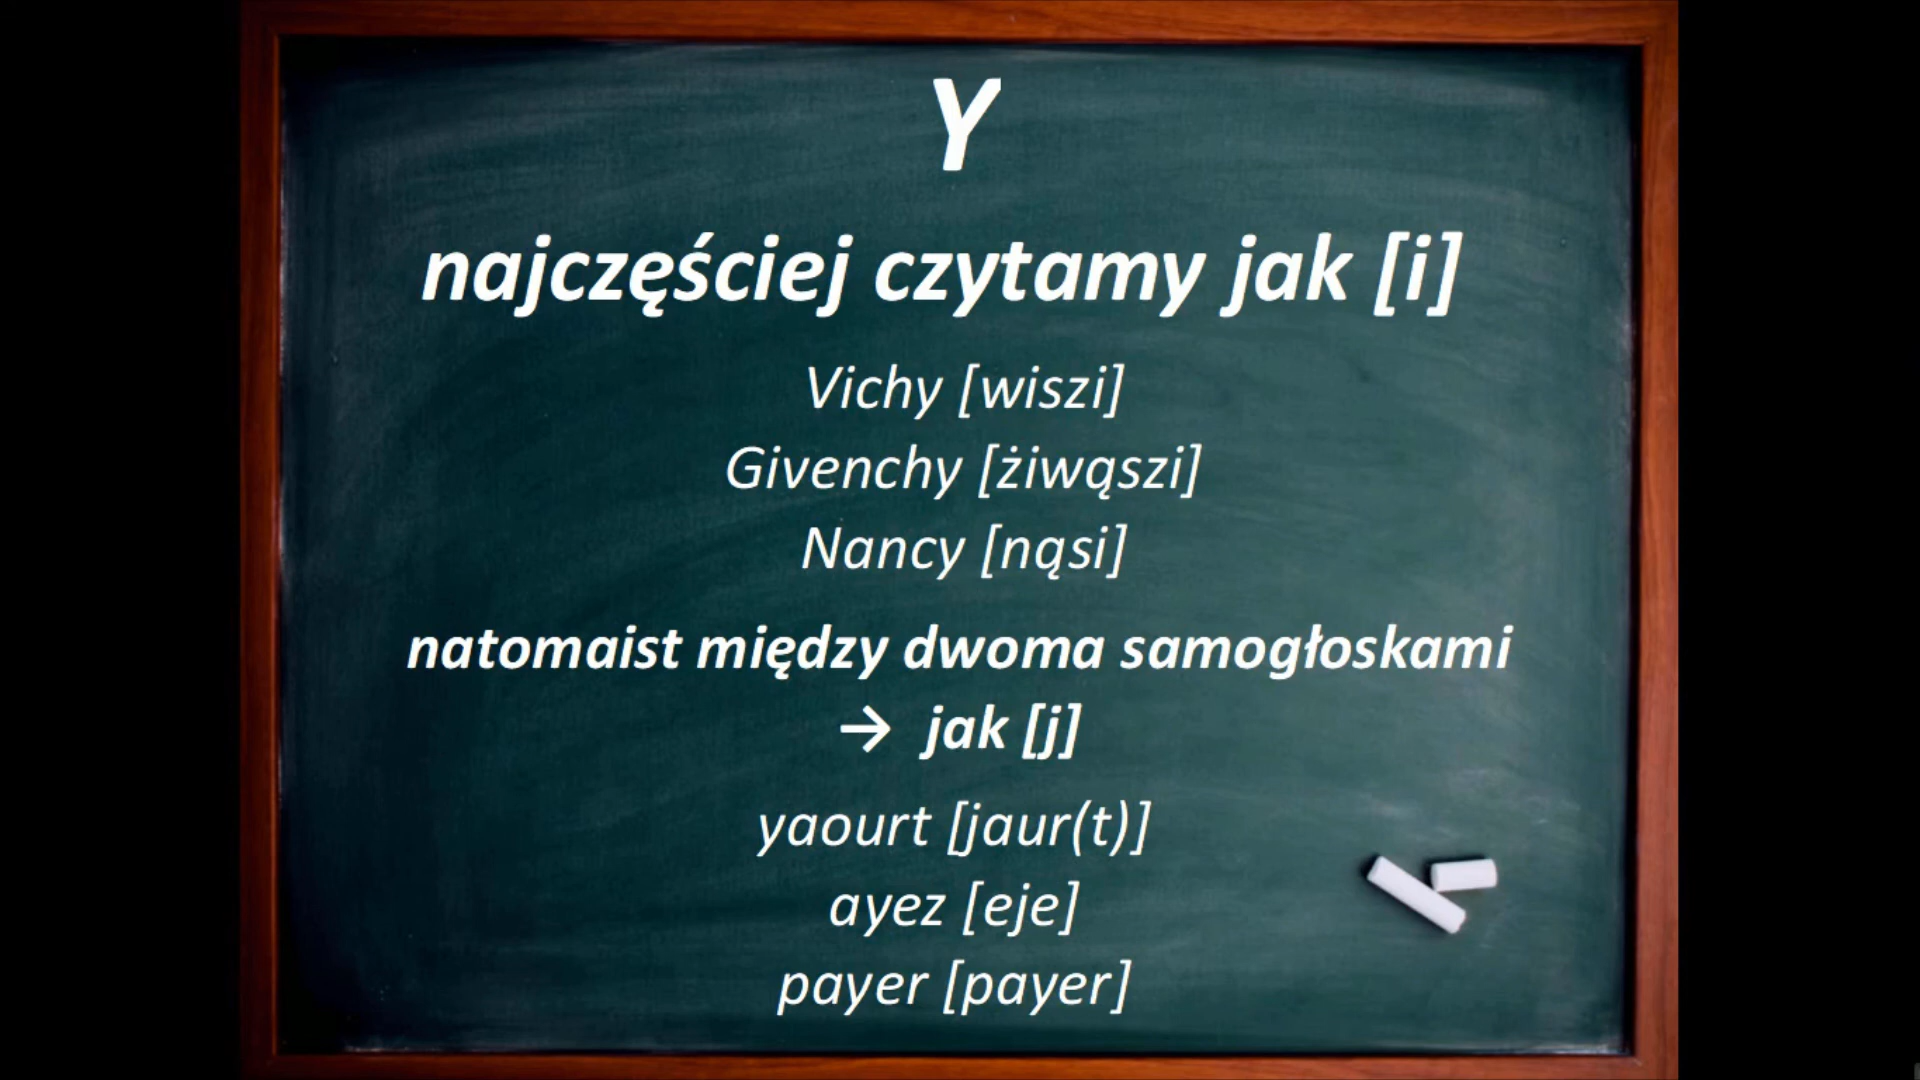 Y
najczęściej czytamy jak [i]
Vichy [wiszi]
Givenchy [żiwąszi]
Nancy [nąsi]
natomaist między dwoma samogłoskami
→ jak [j]
yaourt [jaur(t)]
ayez [eje]
payer [payer]